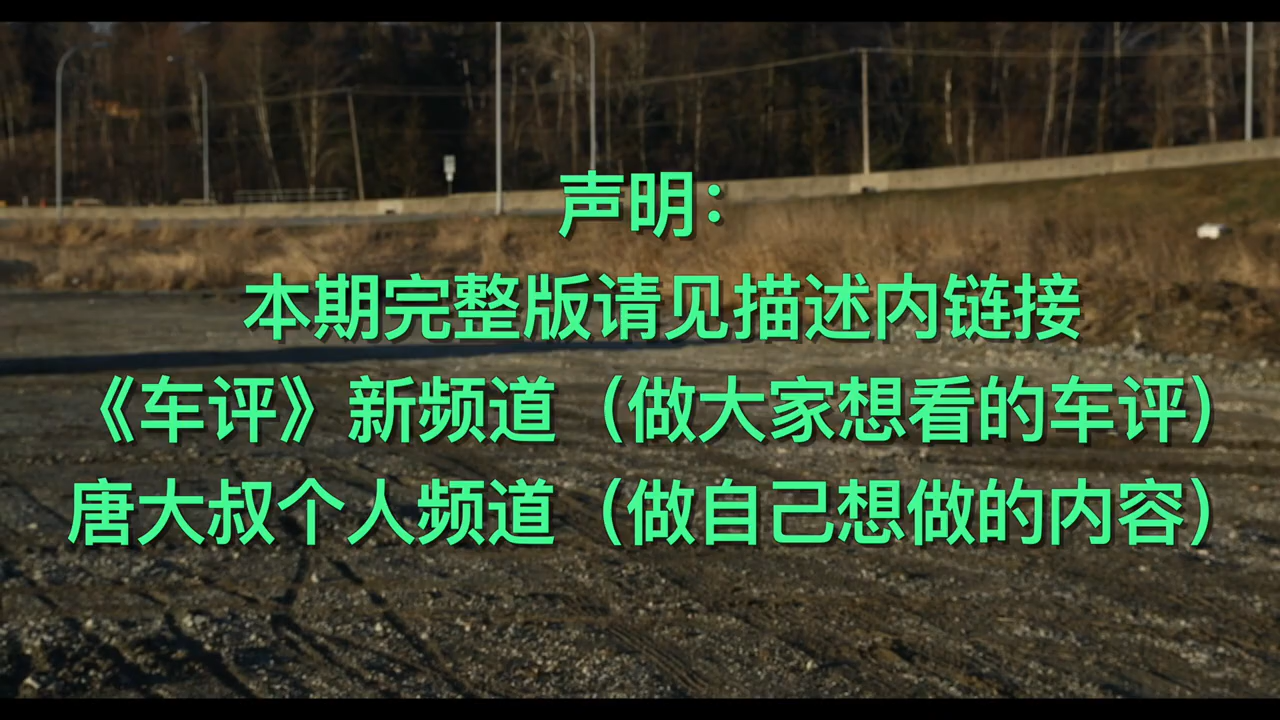 声明：
本期完整版请见描述内链接
《车评》新频道（做大家想看的车评）
唐大叔个人频道（做自己想做的内容）